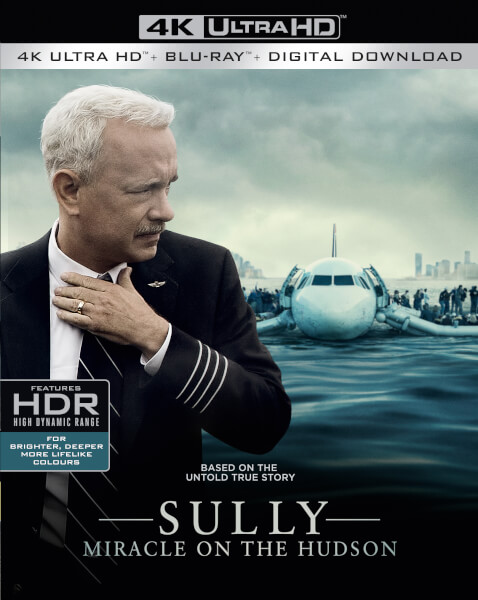 4K ULTRA HD™
4K ULTRA HD™ + BLU-RAY™ + DIGITAL DOWNLOAD
FEATURES
HDR
HIGH DYNAMIC RANGE
FOR
BRIGHTER, DEEPER
MORE LIFELIKE
COLOURS
BASED ON THE
UNTOLD TRUE STORY
SULLY
MIRACLE ON THE HUDSON